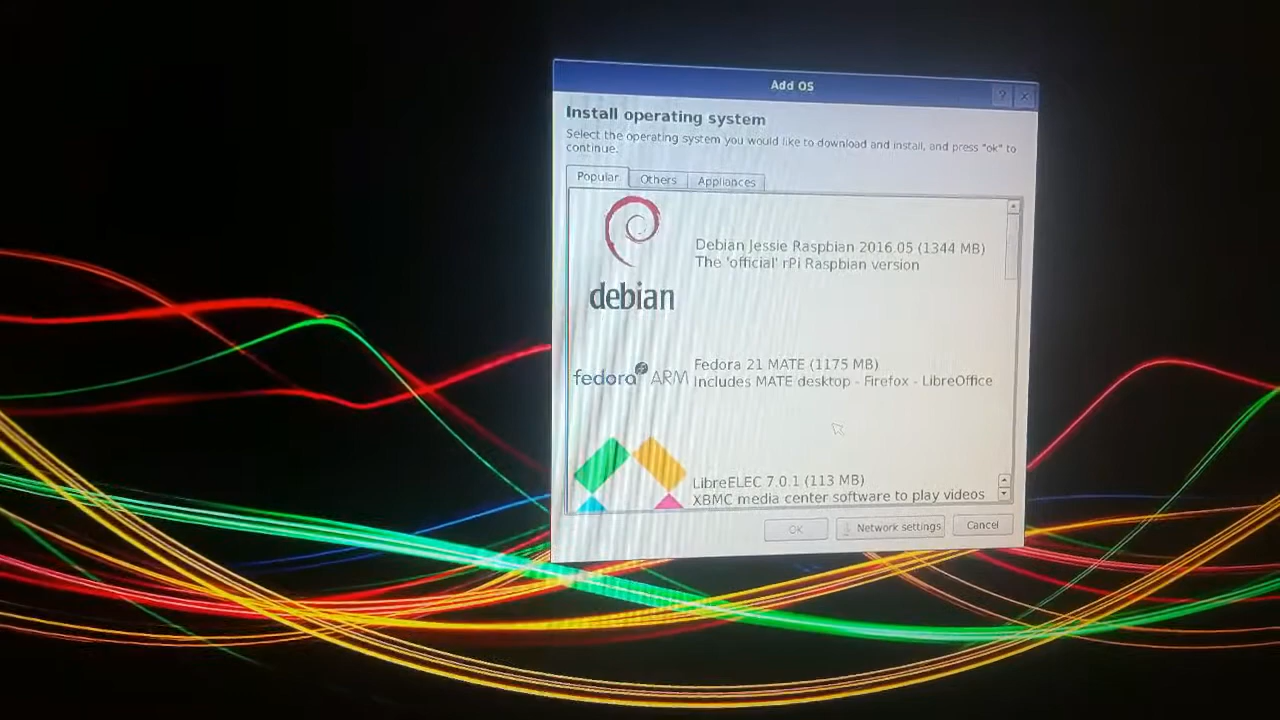 Add OS
Install operating system
Select the operating system you would like to download and install, and press "ok" to
continue.
Popular
Others
Appliances
debian
Debian Jessie Raspbian 2016.05 (1344 MB)
The 'official' rPi Raspbian version
fedora ARM
Fedora 21 MATE (1175 MB)
Includes MATE desktop - Firefox - LibreOffice
LibreELEC 7.0.1 (113 MB)
XBMC media center software to play videos
OK
Network settings
Cancel